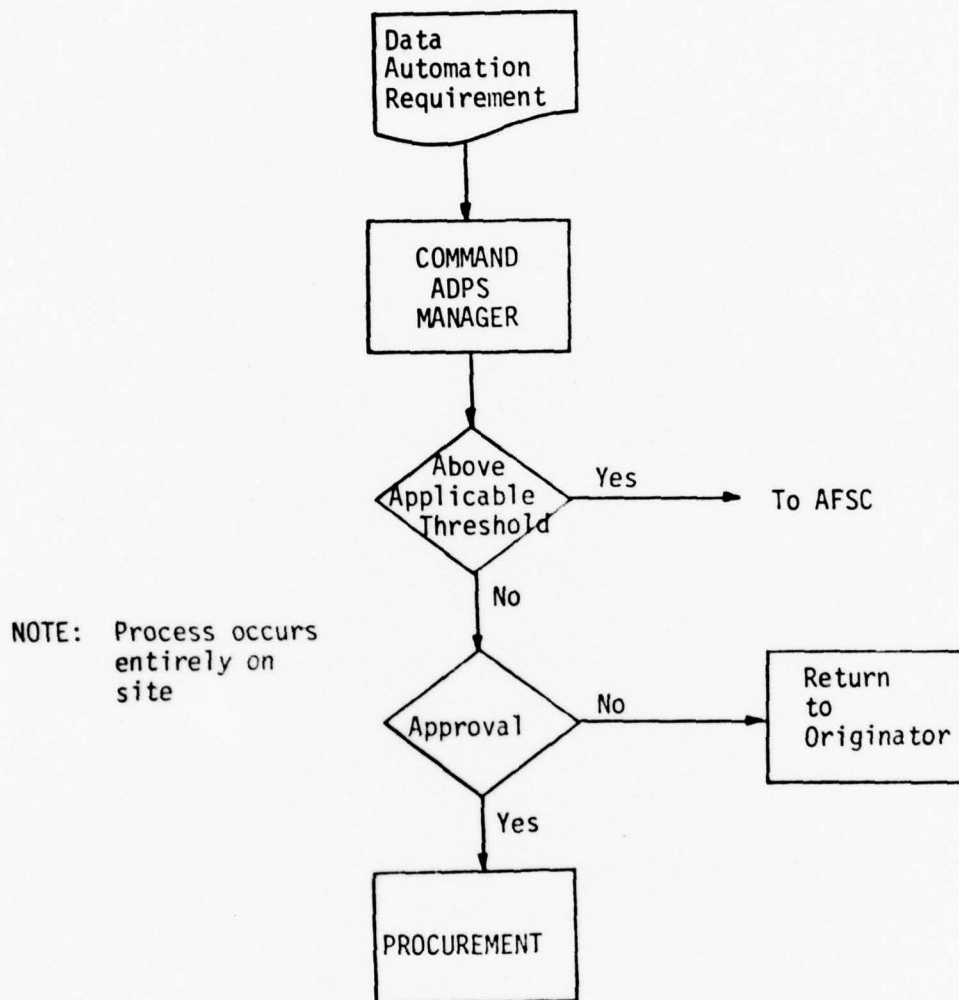 Data
Automation
Requirement
COMMAND
ADPS
MANAGER
Above
Applicable
Threshold
Yes
To AFSC
No
NOTE: Process occurs
entirely on
site
Approval
No
Return
to
Originator
Yes
PROCUREMENT